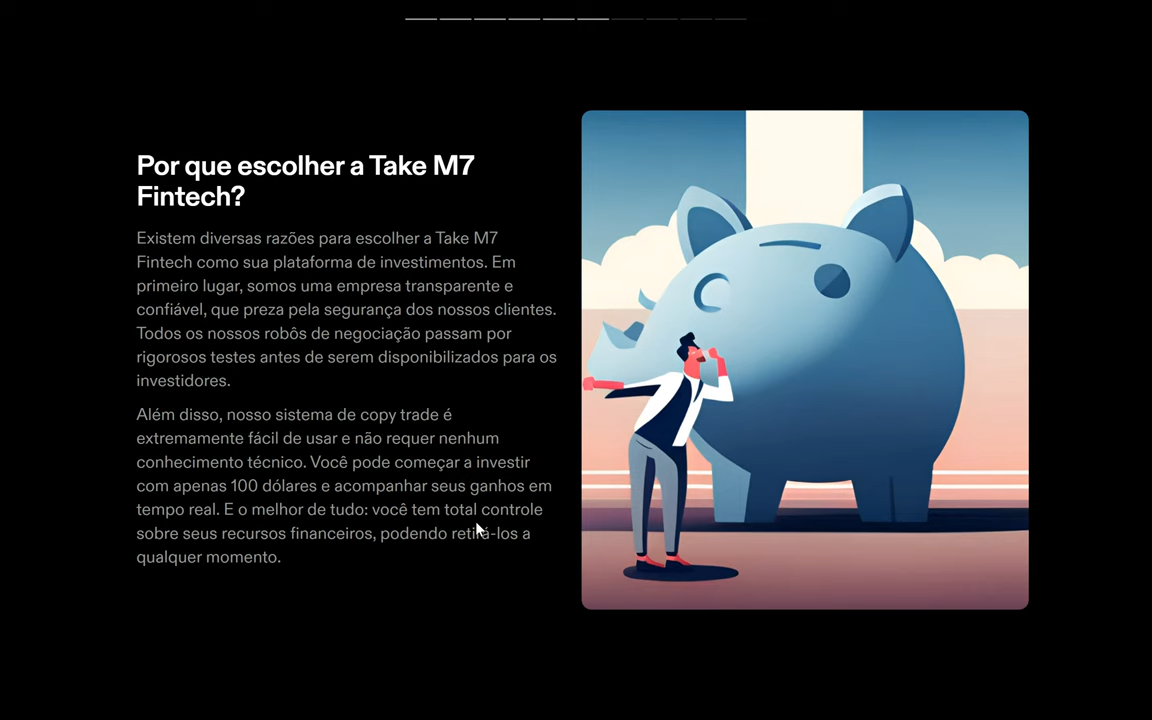 Por que escolher a Take M7
Fintech?
Existem diversas razões para escolher a Take M7
Fintech como sua plataforma de investimentos. Em
primeiro lugar, somos uma empresa transparente e
confiável, que preza pela segurança dos nossos clientes.
Todos os nossos robôs de negociação passam por
rigorosos testes antes de serem disponibilizados para os
investidores.
Além disso, nosso sistema de copy trade é
extremamente fácil de usar e não requer nenhum
conhecimento técnico. Você pode começar a investir
com apenas 100 dólares e acompanhar seus ganhos em
tempo real. E o melhor de tudo: você tem total controle
sobre seus recursos financeiros, podendo retirá-los a
qualquer momento.